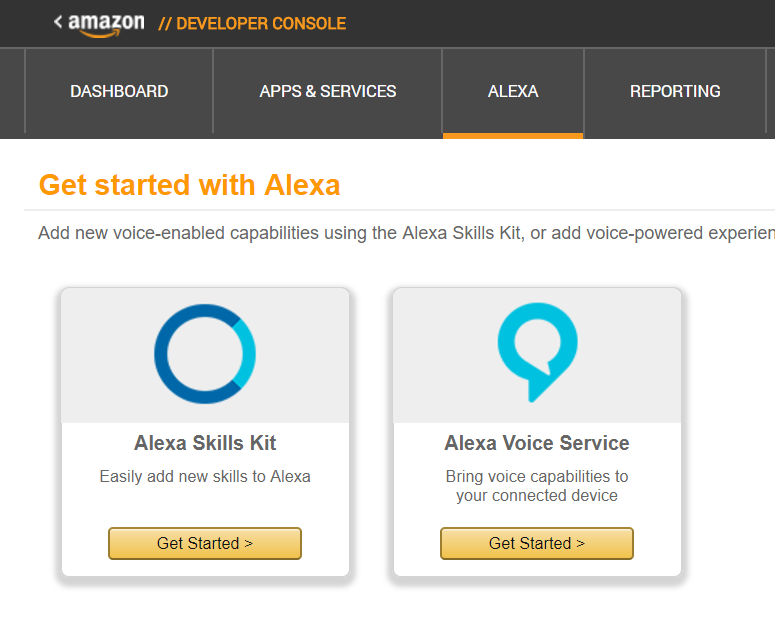 < amazon // DEVELOPER CONSOLE
DASHBOARD APPS & SERVICES ALEXA REPORTING
Get started with Alexa
Add new voice-enabled capabilities using the Alexa Skills Kit, or add voice-powered
Alexa Skills Kit
Easily add new skills to Alexa
Get Started >
Alexa Voice Service
Bring voice capabilities to
your connected device
Get Started >